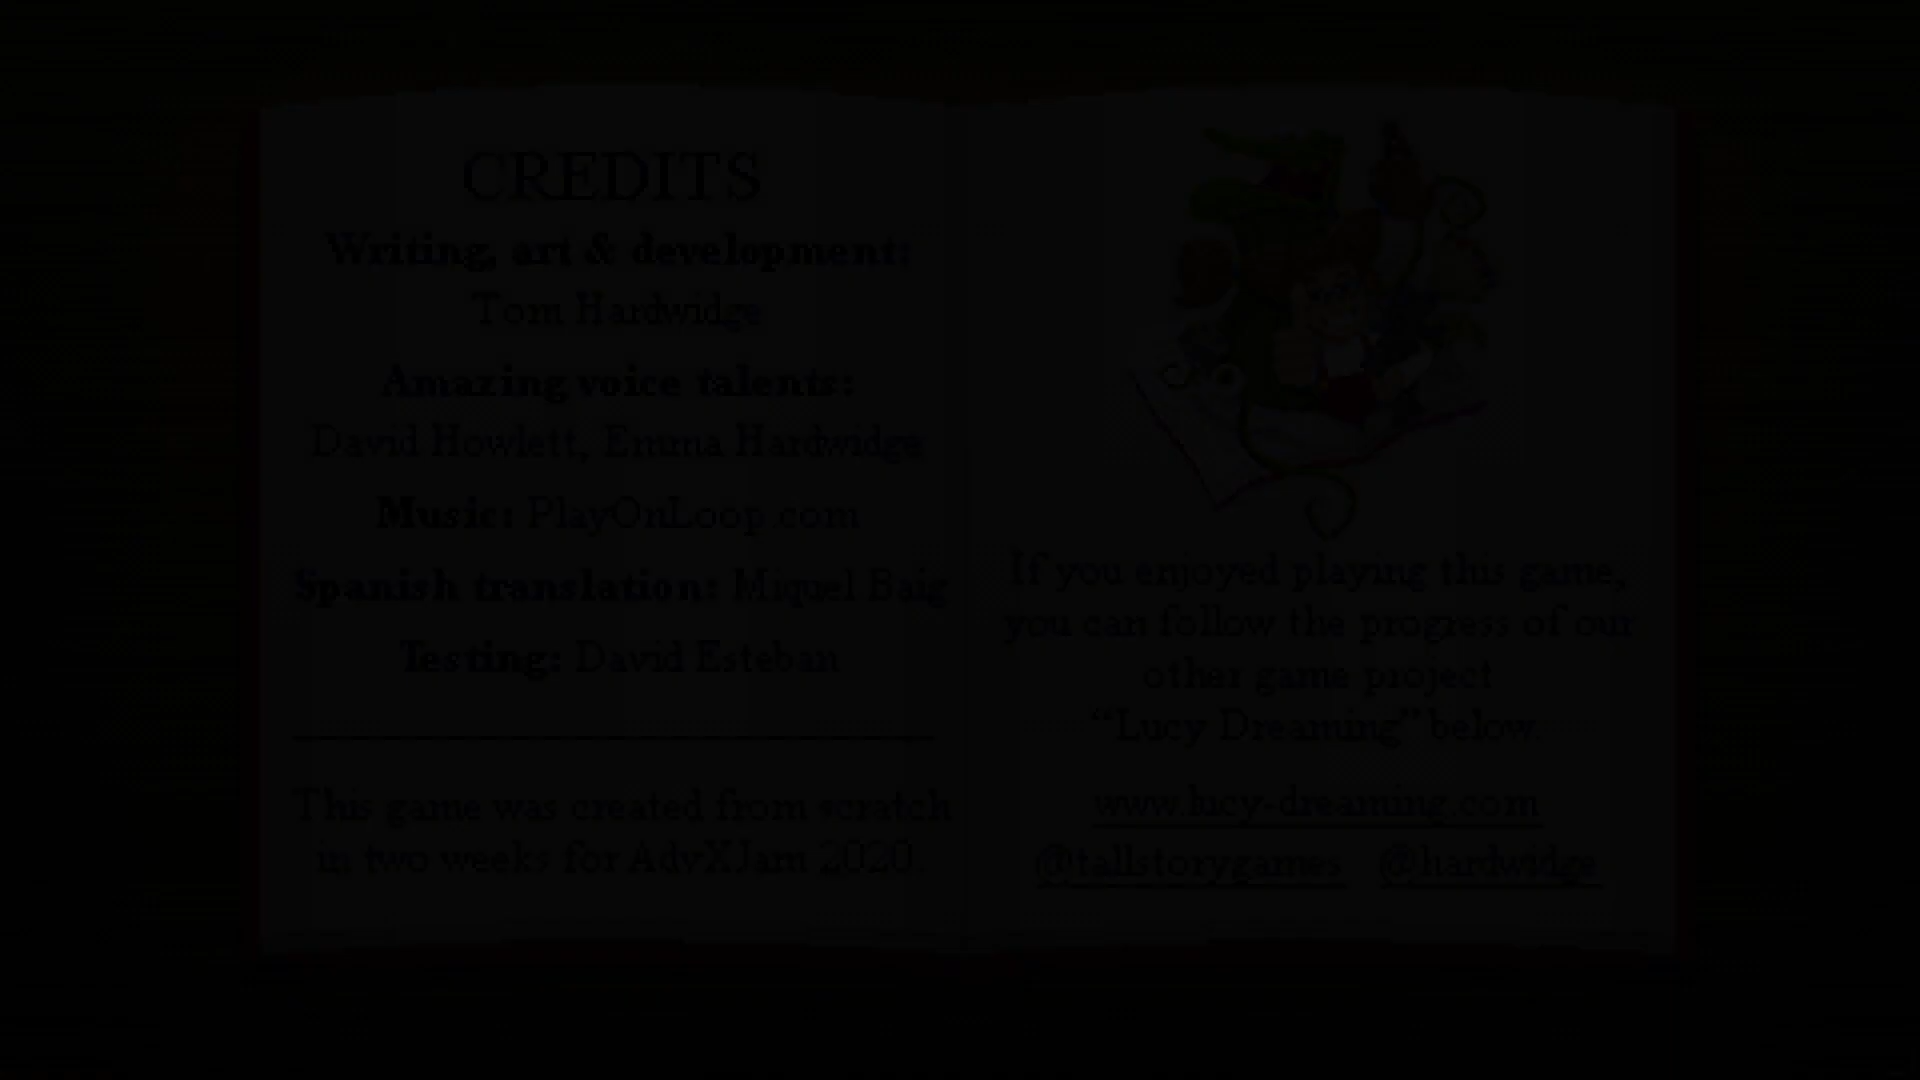 CREDITS
Writing, art & development:
Tom Hardwidge
Amazing voice talents:
David Howlett, Emma Hardwidge
Music: PlayOnLoop.com
Spanish translation: Miquel Baig
Testing: David Esteban
This game was created from scratch
in two weeks for AdvXJam 2020.
If you enjoyed playing this game,
you can follow the progress of our
other game project
“Lucy Dreaming” below.
www.lucy-dreaming.com
@tallstorygames @hardwidge